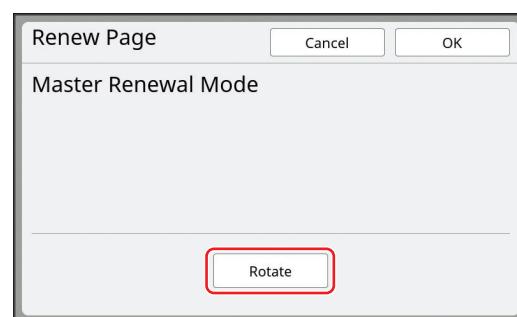 Renew Page
Cancel
OK
Master Renewal Mode
Rotate